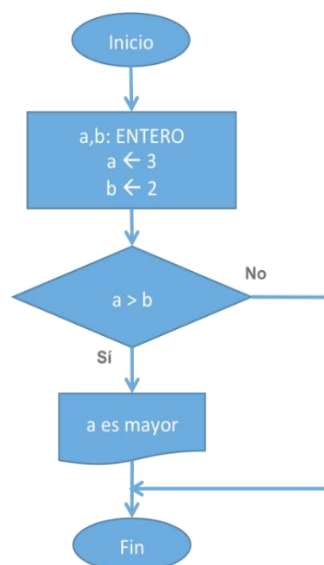 Inicio
a,b: ENTERO
a ← 3
b ← 2
a > b
No
Sí
a es mayor
Fin